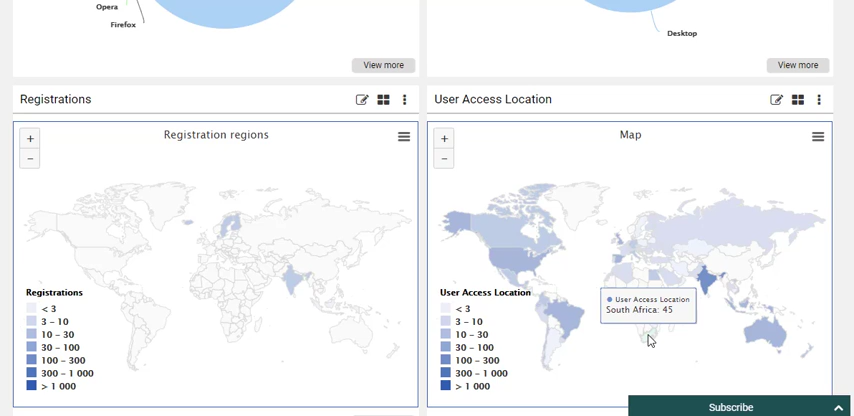 Opera
Firefox
Desktop
View more
View more
Registrations
User Access Location
+
−
Registration regions
+
−
Map
Registrations
< 3
3 – 10
10 – 30
30 – 100
100 – 300
300 – 1 000
> 1 000
User Access Location
< 3
3 – 10
10 – 30
30 – 100
100 – 300
300 – 1 000
> 1 000
User Access Location
South Africa: 45
Subscribe